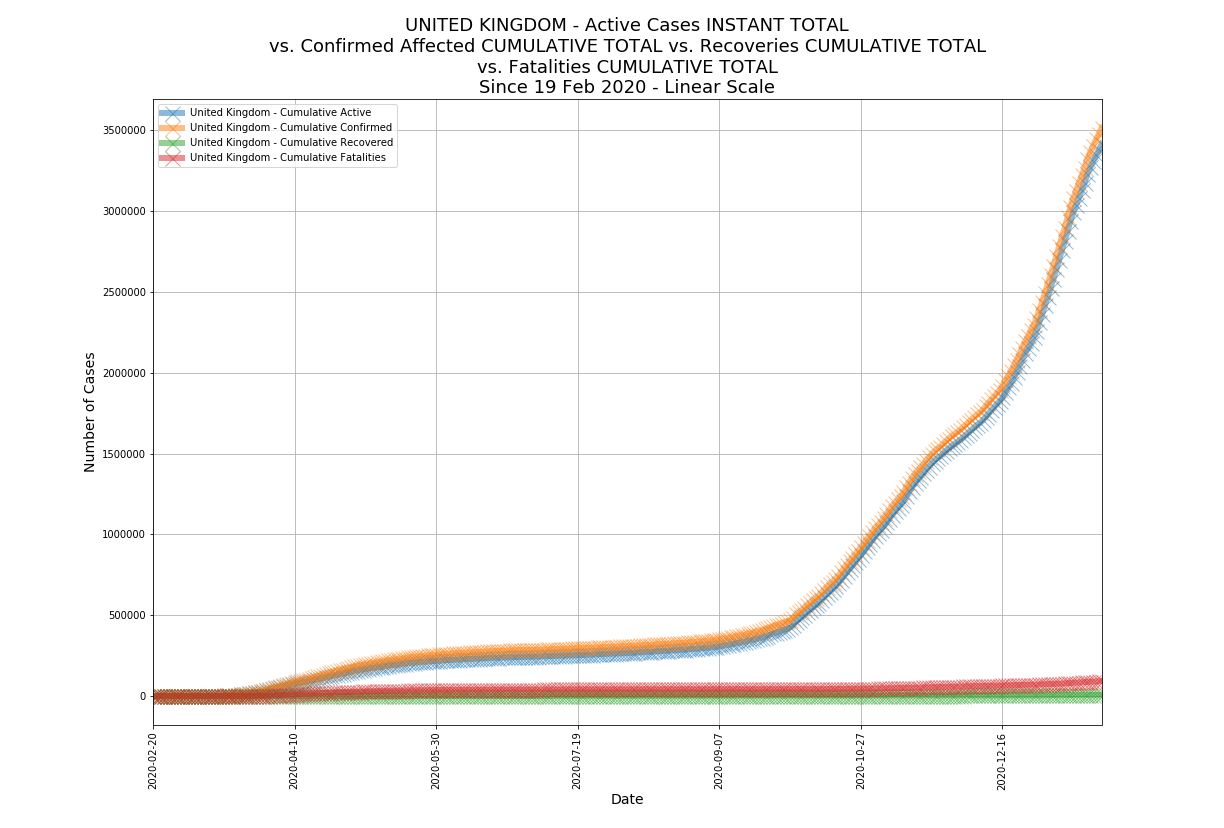 UNITED KINGDOM - Active Cases INSTANT TOTAL
vs. Confirmed Affected CUMULATIVE TOTAL vs. Recoveries CUMULATIVE TOTAL
vs. Fatalities CUMULATIVE TOTAL
Since 19 Feb 2020 - Linear Scale
United Kingdom - Cumulative Active
United Kingdom - Cumulative Confirmed
United Kingdom - Cumulative Recovered
United Kingdom - Cumulative Fatalities
Number of Cases
3500000
3000000
2500000
2000000
1500000
1000000
500000
0
2020-02-20
2020-04-10
2020-05-30
2020-07-19
2020-09-07
2020-10-27
2020-12-16
Date